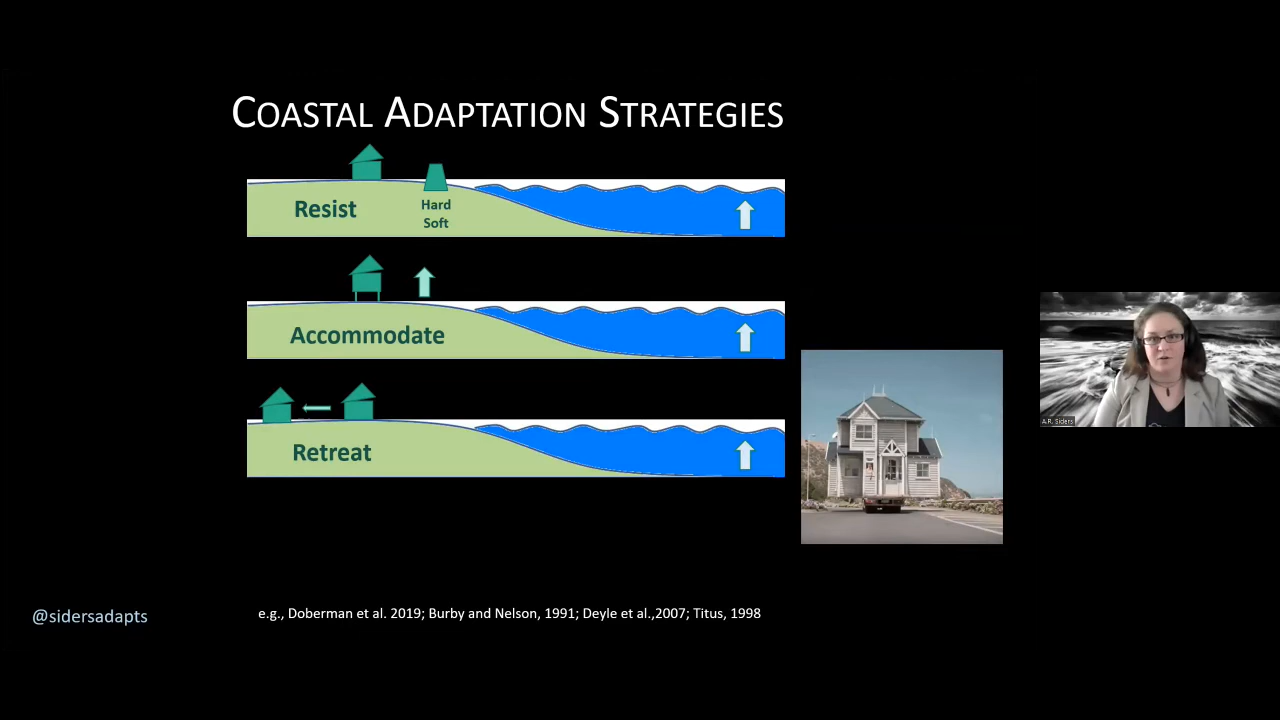 COASTAL ADAPTATION STRATEGIES
Resist
Hard
Soft
Accommodate
Retreat
A.R. Siders
@sidersadapts
e.g., Doberman et al. 2019; Burby and Nelson, 1991; Deyle et al.,2007; Titus, 1998